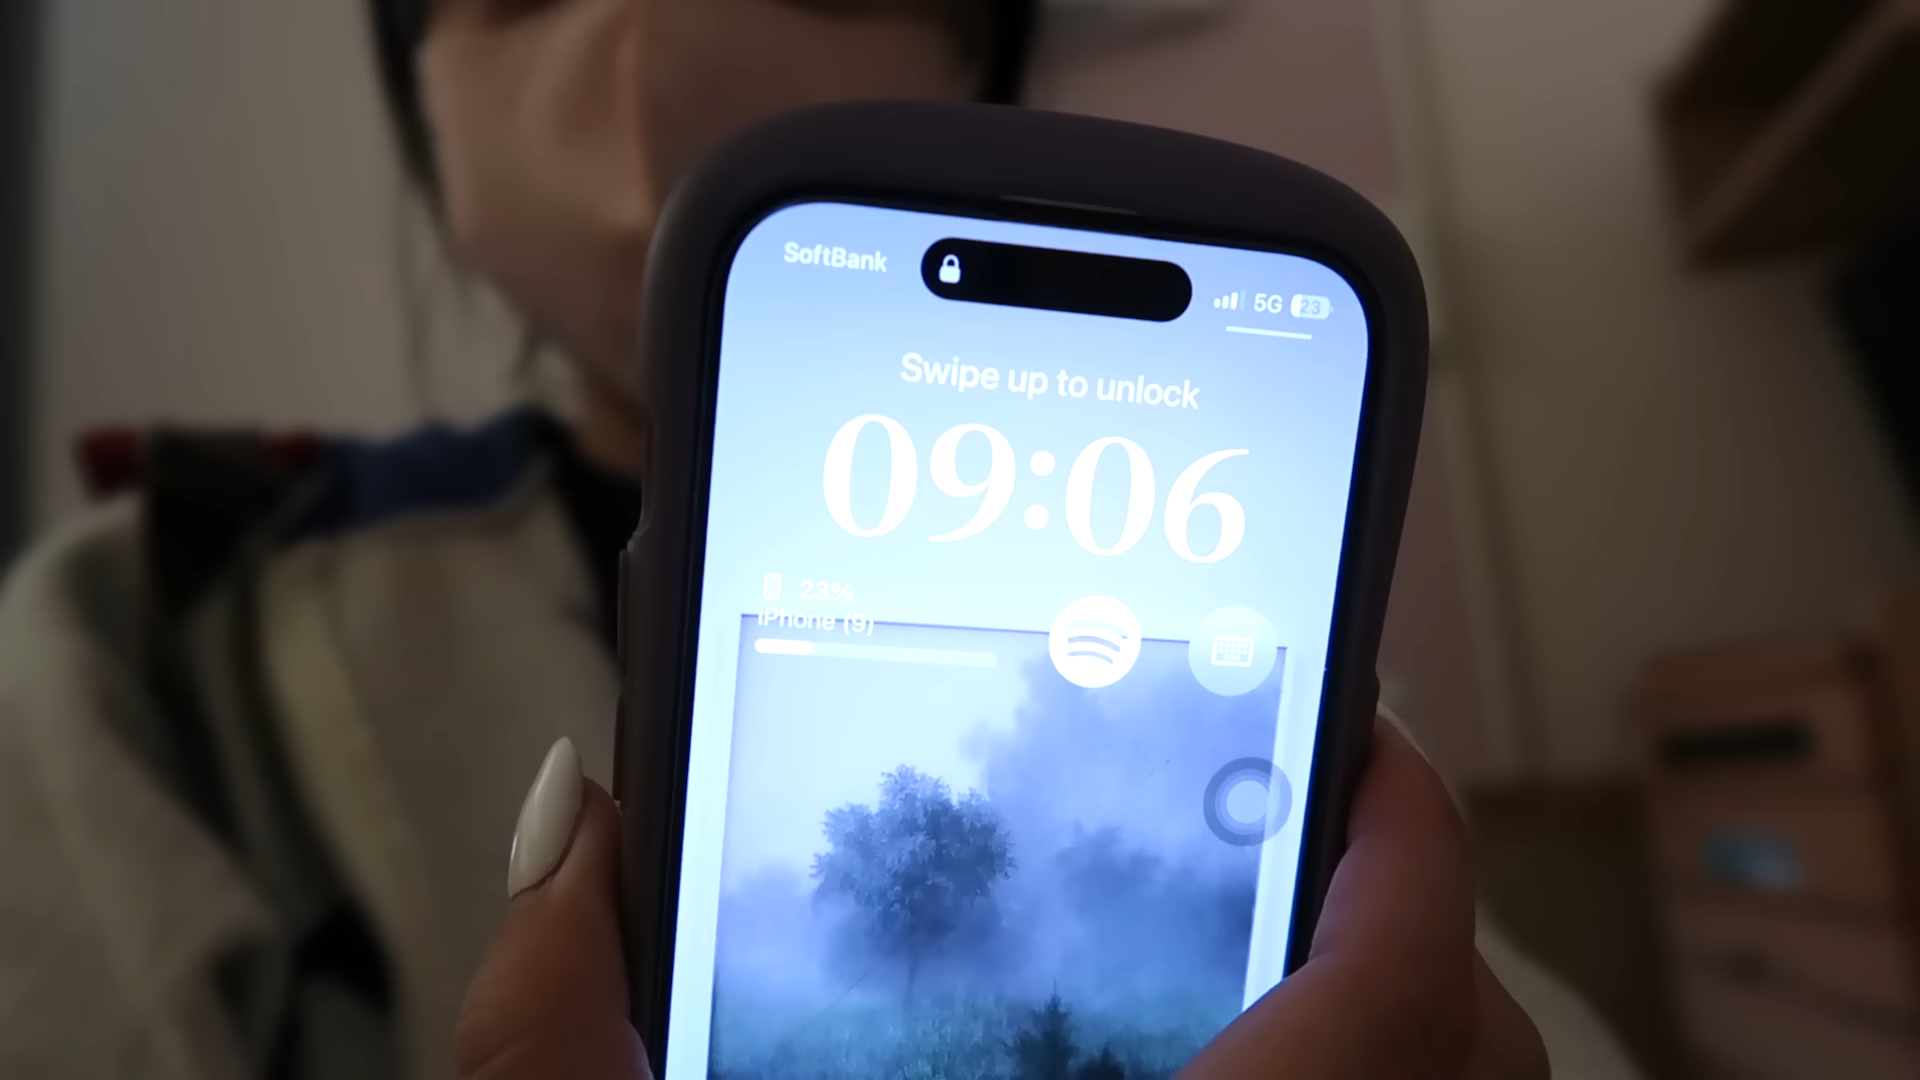 SoftBank
5G 23
Swipe up to unlock
09:06
23%
iPhone (9)